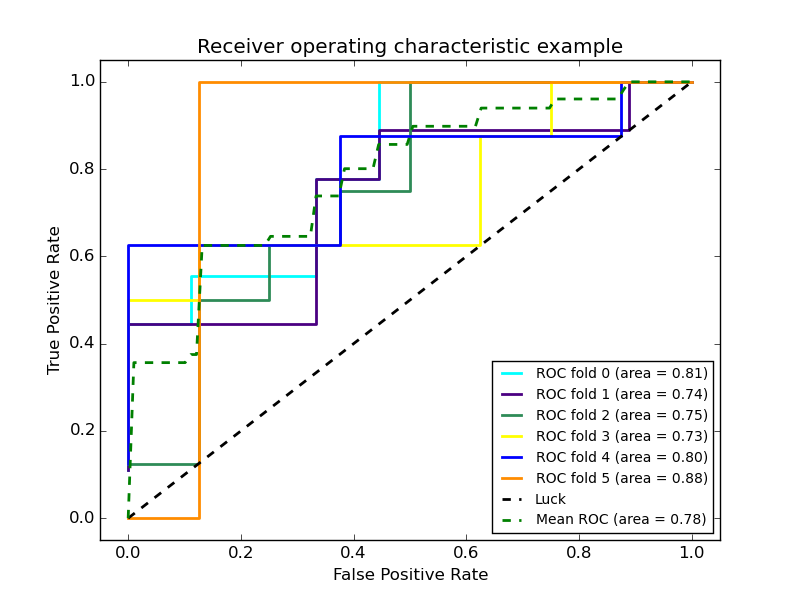 Receiver operating characteristic example
True Positive Rate
1.0
0.8
0.6
0.4
0.2
0.0
ROC fold 0 (area = 0.81)
ROC fold 1 (area = 0.74)
ROC fold 2 (area = 0.75)
ROC fold 3 (area = 0.73)
ROC fold 4 (area = 0.80)
ROC fold 5 (area = 0.88)
Luck
Mean ROC (area = 0.78)
0.0 0.2 0.4 0.6 0.8 1.0
False Positive Rate